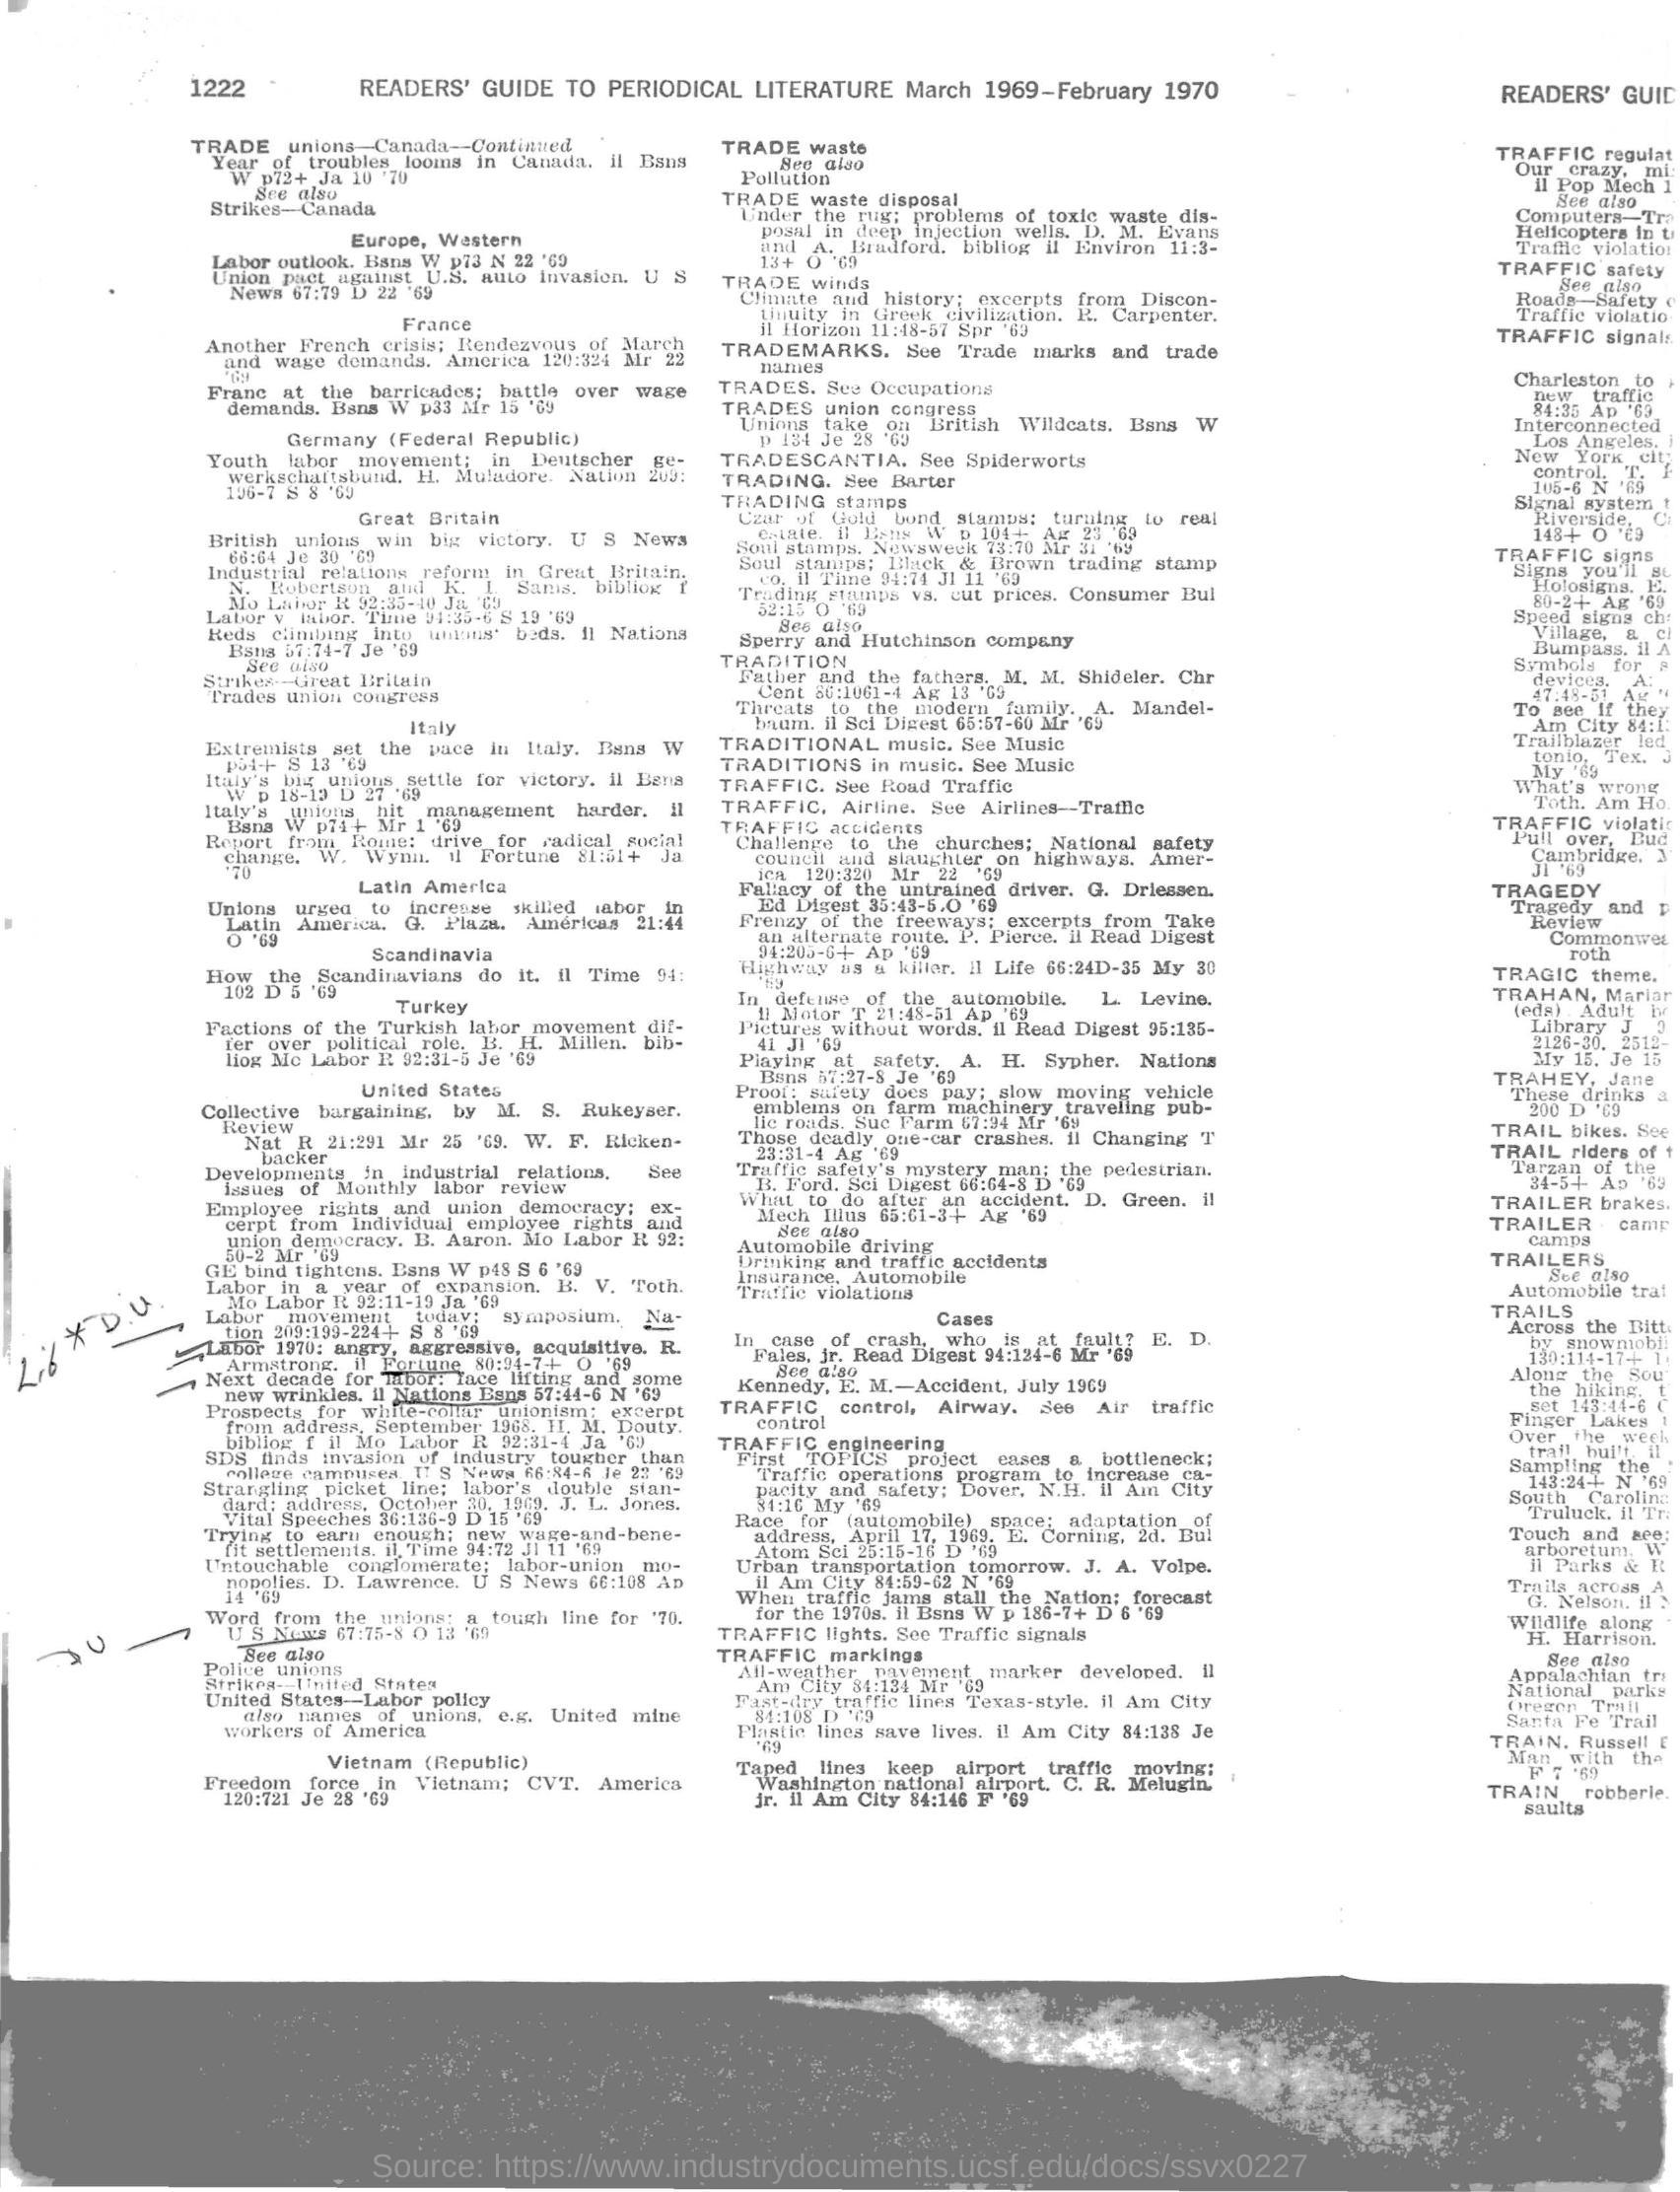 1222 READERS' GUIDE TO PERIODICAL LITERATURE March 1969–February 1970
TRADE unions—Canada—Continued
Year of troubles looms in Canada. il Bsns
W p72+ Ja 10 '70
See also
Strikes—Canada
Europe, Western
Labor outlook. Bsns W p73 N 22 '69
Union pact against U.S. auto invasion. U S
News 67:79 D 22 '69
France
Another French crisis; Rendezvous of March
and wage demands. America 120:324 Mr 22
'69
Franc at the barricades; battle over wage
demands. Bsns W p33 Mr 15 '69
Germany (Federal Republic)
Youth labor movement; in Deutscher ge-
werkschaftsbund. H. Muladore. Nation 209:
196-7 S 8 '69
Great Britain
British unions win big victory. U S News
66:64 Je 30 '69
Industrial relations reform in Great Britain.
N. Robertson and K. I. Sams. bibliog f
Mo Labor R 92:35-40 Ja '69
Labor v labor. Time 94:35-6 S 19 '69
Reds climbing into unions' beds. il Nations
Bsns 57:74-7 Je '69
See also
Strikes—Great Britain
Trades union congress
Italy
Extremists set the pace in Italy. Bsns W
p54+ S 13 '69
Italy's big unions settle for victory. il Bsns
W p 18-19 D 27 '69
Italy's unions hit management harder. il
Bsns W p74+ Mr 1 '69
Report from Rome: drive for radical social
change. W. Wynn. il Fortune 81:51+ Ja
'70
Latin America
Unions urged to increase skilled labor in
Latin America. G. Plaza. Américas 21:44
O '69
Scandinavia
How the Scandinavians do it. il Time 94:
102 D 5 '69
Turkey
Factions of the Turkish labor movement dif-
fer over political role. B. H. Millen. bib-
liog Mo Labor R 92:31-5 Je '69
United States
Collective bargaining, by M. S. Rukeyser.
Review
Nat R 21:291 Mr 25 '69. W. F. Ricken-
backer
Developments in industrial relations. See
issues of Monthly labor review
Employee rights and union democracy; ex-
cerpt from Individual employee rights and
union democracy. B. Aaron. Mo Labor R 92:
50-2 Mr '69
GE bind tightens. Bsns W p48 S 6 '69
Labor in a year of expansion. B. V. Toth.
Mo Labor R 92:11-19 Ja '69
Labor movement today; symposium. Na-
tion 209:199-224+ S 8 '69
Lib * D.U.
Labor 1970: angry, aggressive, acquisitive. R.
Armstrong. il Fortune 80:94-7+ O '69
Next decade for labor: face lifting and some
new wrinkles. il Nations Bsns 57:44-6 N '69
Prospects for white-collar unionism; excerpt
from address, September 1968. H. M. Douty.
bibliog f il Mo Labor R 92:31-4 Ja '69
SDS finds invasion of industry tougher than
college campuses. U S News 66:84-6 Je 23 '69
Strangling picket line; labor's double stan-
dard; address, October 30, 1969. J. L. Jones.
Vital Speeches 36:136-9 D 15 '69
Trying to earn enough; new wage-and-bene-
fit settlements. il Time 94:72 Jl 11 '69
Untouchable conglomerate; labor-union mo-
nopolies. D. Lawrence. U S News 66:108 Ap
14 '69
Word from the unions: a tough line for '70.
U S News 67:75-8 O 13 '69
See also
Police unions
Strikes—United States
United States—Labor policy
also names of unions, e.g. United mine
workers of America
Vietnam (Republic)
Freedom force in Vietnam; CVT. America
120:721 Je 28 '69
TRADE waste
See also
Pollution
TRADE waste disposal
Under the rug; problems of toxic waste dis-
posal in deep injection wells. D. M. Evans
and A. Bradford. bibliog il Environ 11:3-
13+ O '69
TRADE winds
Climate and history; excerpts from Discon-
tinuity in Greek civilization. R. Carpenter.
il Horizon 11:48-57 Spr '69
TRADEMARKS. See Trade marks and trade
names
TRADES. See Occupations
TRADES union congress
Unions take on British Wildcats. Bsns W
p 134 Je 28 '69
TRADESCANTIA. See Spiderworts
TRADING. See Barter
TRADING stamps
Czar of Gold bond stamps; turning to real
estate. il Bsns W p 104+ Ag 23 '69
Soul stamps. Newsweek 73:70 Mr 31 '69
Soul stamps; Black & Brown trading stamp
co. il Time 94:74 Jl 11 '69
Trading stamps vs. cut prices. Consumer Bul
52:15 O '69
See also
Sperry and Hutchinson company
TRADITION
Father and the fathers. M. M. Shideler. Chr
Cent 86:1061-4 Ag 13 '69
Threats to the modern family. A. Mandel-
baum. il Sci Digest 65:57-60 Mr '69
TRADITIONAL music. See Music
TRADITIONS in music. See Music
TRAFFIC. See Road Traffic
TRAFFIC, Airline. See Airlines—Traffic
TRAFFIC accidents
Challenge to the churches; National safety
council and slaughter on highways. Amer-
ica 120:320 Mr 22 '69
Fallacy of the untrained driver. G. Driessen.
Ed Digest 35:43-5.O '69
Frenzy of the freeways; excerpts from Take
an alternate route. P. Pierce. il Read Digest
94:205-6+ Ap '69
Highway as a killer. il Life 66:24D-35 My 30
'69
In defense of the automobile. L. Levine.
il Motor T 21:48-51 Ap '69
Pictures without words. il Read Digest 95:135-
41 Jl '69
Playing at safety. A. H. Sypher. Nations
Bsns 57:27-8 Je '69
Proof: safety does pay; slow moving vehicle
emblems on farm machinery traveling pub-
lic roads. Suc Farm 67:94 Mr '69
Those deadly one-car crashes. il Changing T
23:31-4 Ag '69
Traffic safety's mystery man; the pedestrian.
B. Ford. Sci Digest 66:64-8 D '69
What to do after an accident. D. Green. il
Mech Illus 65:61-3+ Ag '69
See also
Automobile driving
Drinking and traffic accidents
Insurance, Automobile
Traffic violations
Cases
In case of crash, who is at fault? E. D.
Fales, jr. Read Digest 94:124-6 Mr '69
See also
Kennedy, E. M.—Accident, July 1969
TRAFFIC control, Airway. See Air traffic
control
TRAFFIC engineering
First TOPICS project eases a bottleneck;
Traffic operations program to increase ca-
pacity and safety; Dover, N.H. il Am City
84:16 My '69
Race for (automobile) space; adaptation of
address, April 17, 1969. E. Corning, 2d. Bul
Atom Sci 25:15-16 D '69
Urban transportation tomorrow. J. A. Volpe.
il Am City 84:59-62 N '69
When traffic jams stall the Nation; forecast
for the 1970s. il Bsns W p 186-7+ D 6 '69
TRAFFIC lights. See Traffic signals
TRAFFIC markings
All-weather pavement marker developed. il
Am City 84:134 Mr '69
Fast-dry traffic lines Texas-style. il Am City
84:108 D '69
Plastic lines save lives. il Am City 84:138 Je
'69
Taped lines keep airport traffic moving;
Washington national airport. C. R. Melugin,
jr. il Am City 84:146 F '69
READERS' GUID
TRAFFIC regulat
Our crazy, mi
il Pop Mech 1
See also
Computers—Tra
Helicopters in t
Traffic violatio
TRAFFIC safety
See also
Roads—Safety
Traffic violatio
TRAFFIC signals
Charleston to
new traffic
84:35 Ap '69
Interconnected
Los Angeles.
New York cit
control. T.
105-6 N '69
Signal system
Riverside, C
148+ O '69
TRAFFIC signs
Signs you'll se
Holosigns. E.
80-2+ Ag '69
Speed signs ch
Village, a
Bumpass. il A
Symbols for s
devices. A.
47:48-51 Ag
To see if they
Am City 84:1
Trailblazer led
tonio, Tex. J
My '69
What's wrong
Toth. Am Ho
TRAFFIC violati
Pull over, Bud
Cambridge,
Jl '69
TRAGEDY
Tragedy and p
Review
Commonwea
roth
TRAGIC theme.
TRAHAN, Marian
(eds) Adult
Library J
2126-30, 2512-
My 15, Je 15
TRAHEY, Jane
These drinks a
200 D '69
TRAIL bikes. See
TRAIL riders of t
Tarzan of the
34-5+ Ap '69
TRAILER brakes.
TRAILER camp
camps
TRAILERS
See also
Automobile trai
TRAILS
Across the Bitt
by snowmobil
130:114-17+
Along the Sou
the hiking. t
set 143:44-6
Finger Lakes
Over the week
trail built. il
Sampling the
143:24+ N '69
South Carolina
Truluck. il Tr
Touch and see:
arboretum. W
il Parks & R
Trails across A
G. Nelson. il
Wildlife along
H. Harrison.
See also
Appalachian tr
National parks
Oregon Trail
Santa Fe Trail
TRAIN, Russell E
Man with the
F 7 '69
TRAIN robberie
saults
Source: https://www.industrydocuments.ucsf.edu/docs/ssvx0227